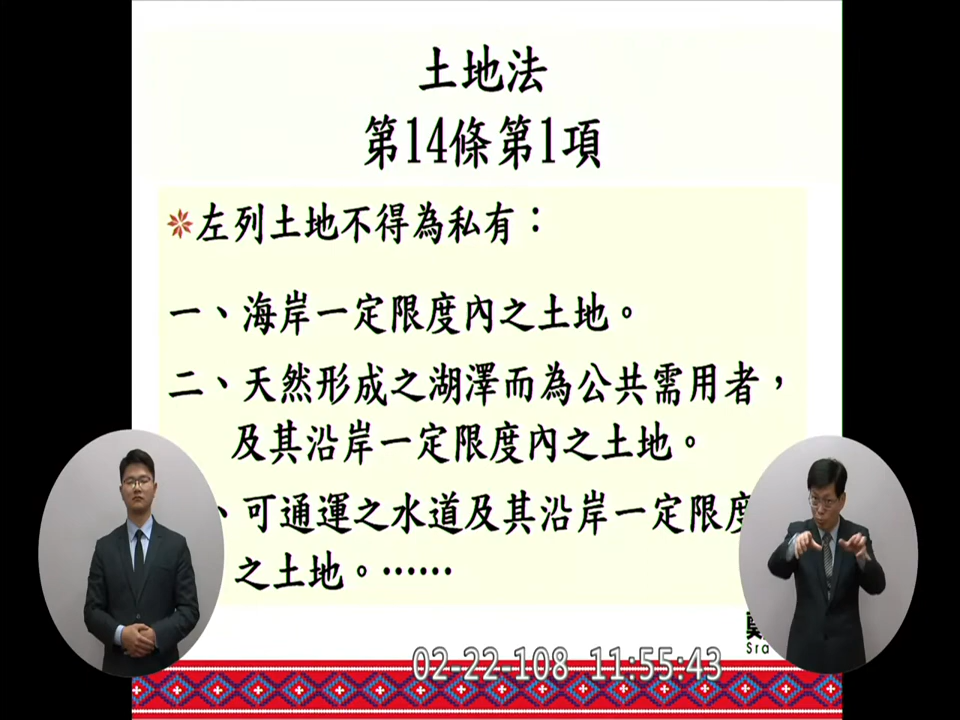 土地法
第14條第1項
左列土地不得為私有：
一、海岸一定限度內之土地。
二、天然形成之湖澤而為公共需用者，
及其沿岸一定限度內之土地。
、可通運之水道及其沿岸一定限度
之土地。⋯⋯
Sra
02-22-108 11:55:43